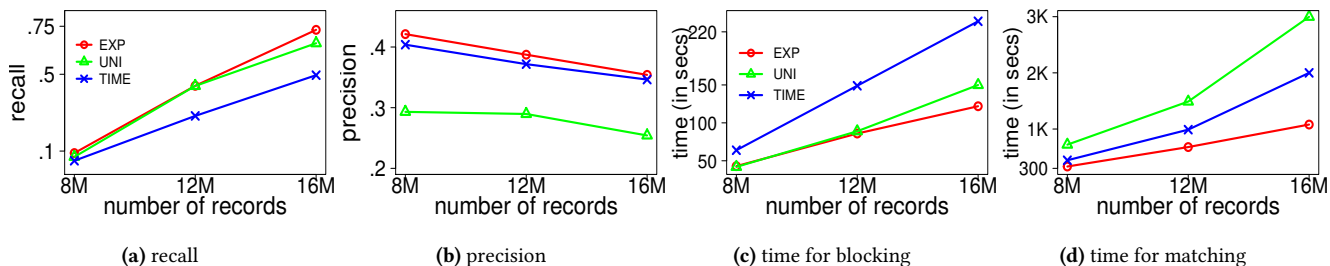 recall
.75
.5
.1
EXP
UNI
TIME
8M 12M 16M
number of records
(a) recall
precision
.4
.3
.2
8M 12M 16M
number of records
(b) precision
time (in secs)
220
150
100
50
EXP
UNI
TIME
8M 12M 16M
number of records
(c) time for blocking
time (in secs)
3K
2K
1K
300
8M 12M 16M
number of records
(d) time for matching